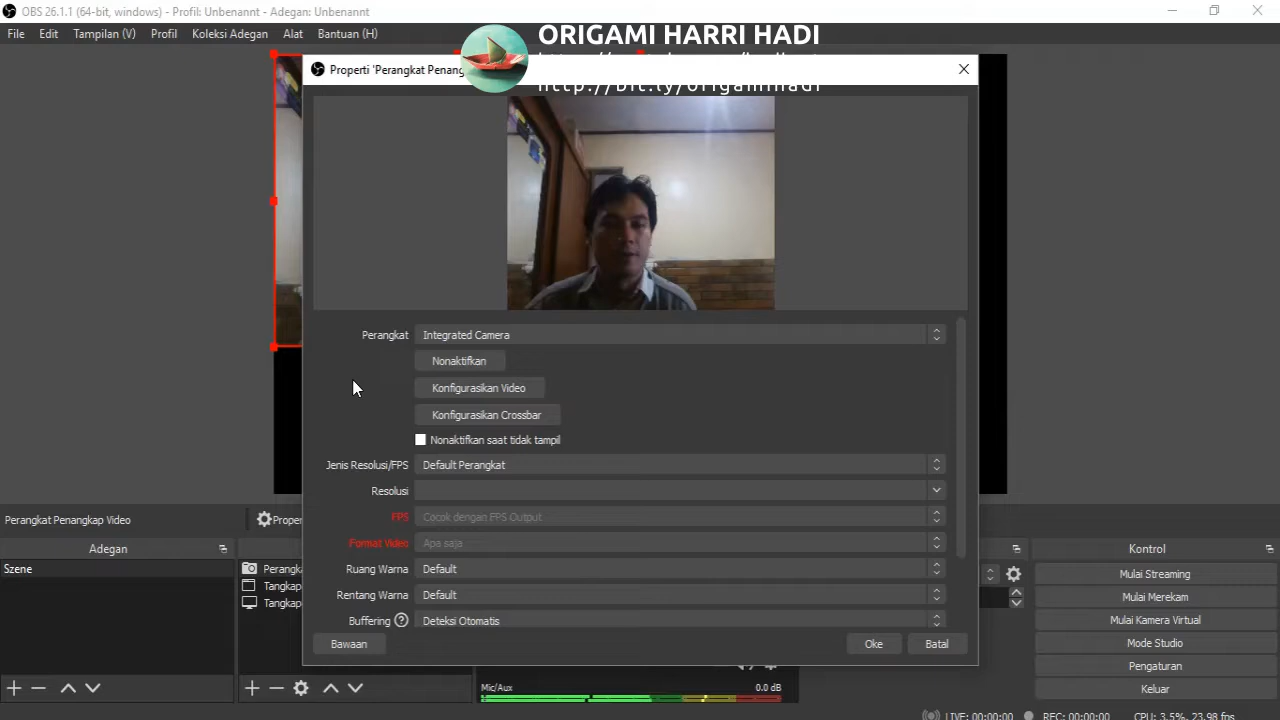 OBS 26.1.1 (64-bit, windows) - Profil: Unbenannt - Adegan: Unbenannt
File Edit Tampilan (V) Profil Koleksi Adegan Alat Bantuan (H)
ORIGAMI HARRI HADI
http://bit.ly/origamihadi
Properti 'Perangkat Penang
Perangkat Integrated Camera
Nonaktifkan
Konfigurasikan Video
Konfigurasikan Crossbar
Nonaktifkan saat tidak tampil
Jenis Resolusi/FPS Default Perangkat
Resolusi
FPS Cocok dengan FPS Output
Format Video Apa saja
Ruang Warna Default
Rentang Warna Default
Buffering ? Deteksi Otomatis
Bawaan Oke Batal
Perangkat Penangkap Video Proper
Adegan Kontrol
Szene
Perangka
Tangkap
Tangkap
Mulai Streaming
Mulai Merekam
Mulai Kamera Virtual
Mode Studio
Pengaturan
Keluar
Mic/Aux 0.0 dB
LIVE: 00:00:00 REC: 00:00:00 CPU: 3.5%, 23.98 fps